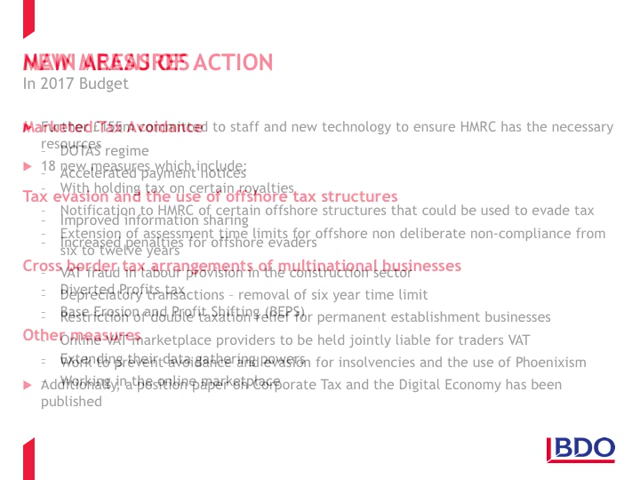 MAIN AREAS OF ACTION
NEW MEASURES
In 2017 Budget
Further £155m committed to staff and new technology to ensure HMRC has the necessary
resources
18 new measures which include:
- With holding tax on certain royalties
- Notification to HMRC of certain offshore structures that could be used to evade tax
- Extension of assessment time limits for offshore non deliberate non-compliance from
six to twelve years
- VAT fraud in labour provision in the construction sector
- Depreciatory transactions – removal of six year time limit
- Restriction of double taxation relief for permanent establishment businesses
- Online VAT marketplace providers to be held jointly liable for traders VAT
- Work to prevent avoidance and evasion for insolvencies and the use of Phoenixism
Additionally, a position paper on Corporate Tax and the Digital Economy has been
published
Marketed Tax Avoidance
- DOTAS regime
- Accelerated payment notices
Tax evasion and the use of offshore tax structures
- Improved information sharing
- Increased penalties for offshore evaders
Cross border tax arrangements of multinational businesses
- Diverted Profits tax
- Base Erosion and Profit Shifting (BEPS)
Other measures
- Extending their data gathering powers
- Working in the online marketplace
BDO